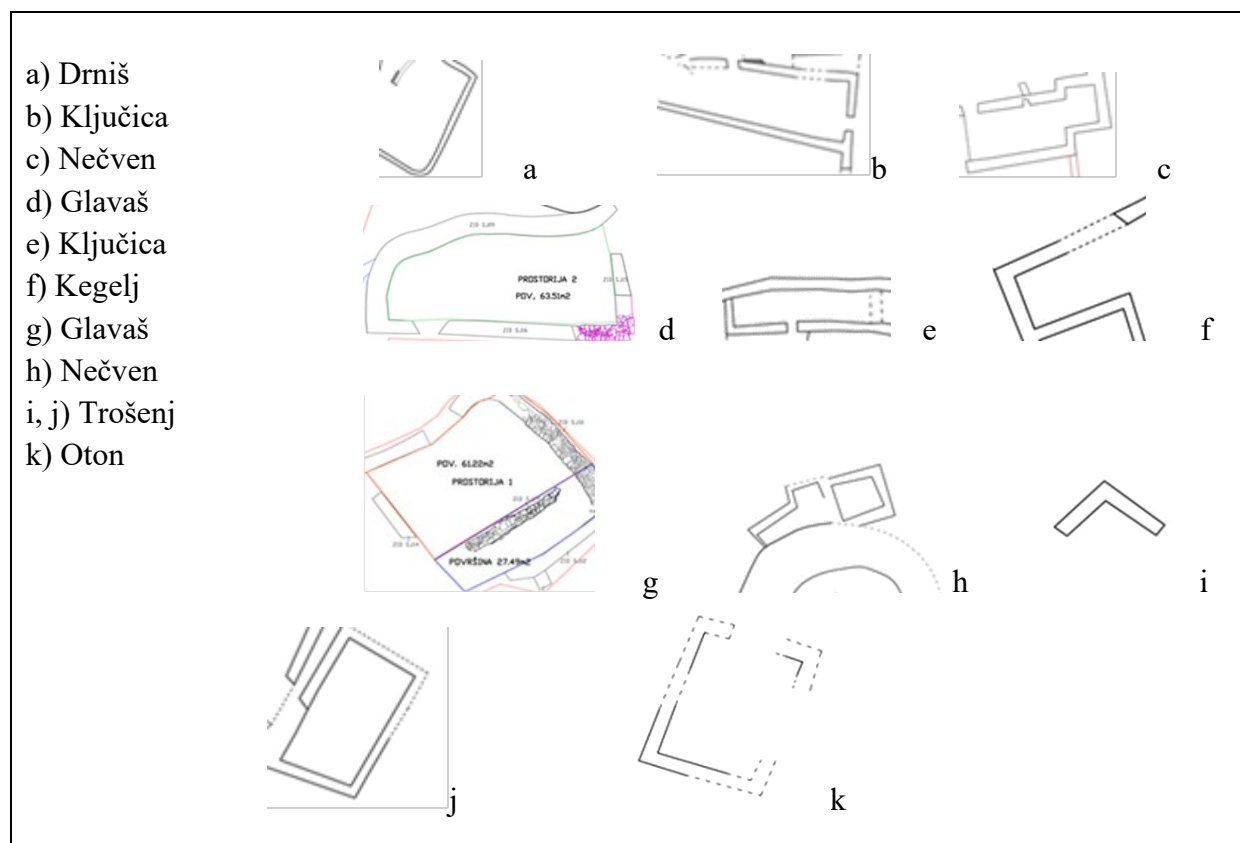 a) Drniš
b) Ključica
c) Nečven
d) Glavaš
e) Ključica
f) Kegelj
g) Glavaš
h) Nečven
i, j) Trošenj
k) Oton
a
b
c
PROSTORIJA 2
POV, 63.51m2
d
e
f
POV. 61.22m2
PROSTORIJA 1
POVRŠINA 27.49m2
g
h
i
j
k